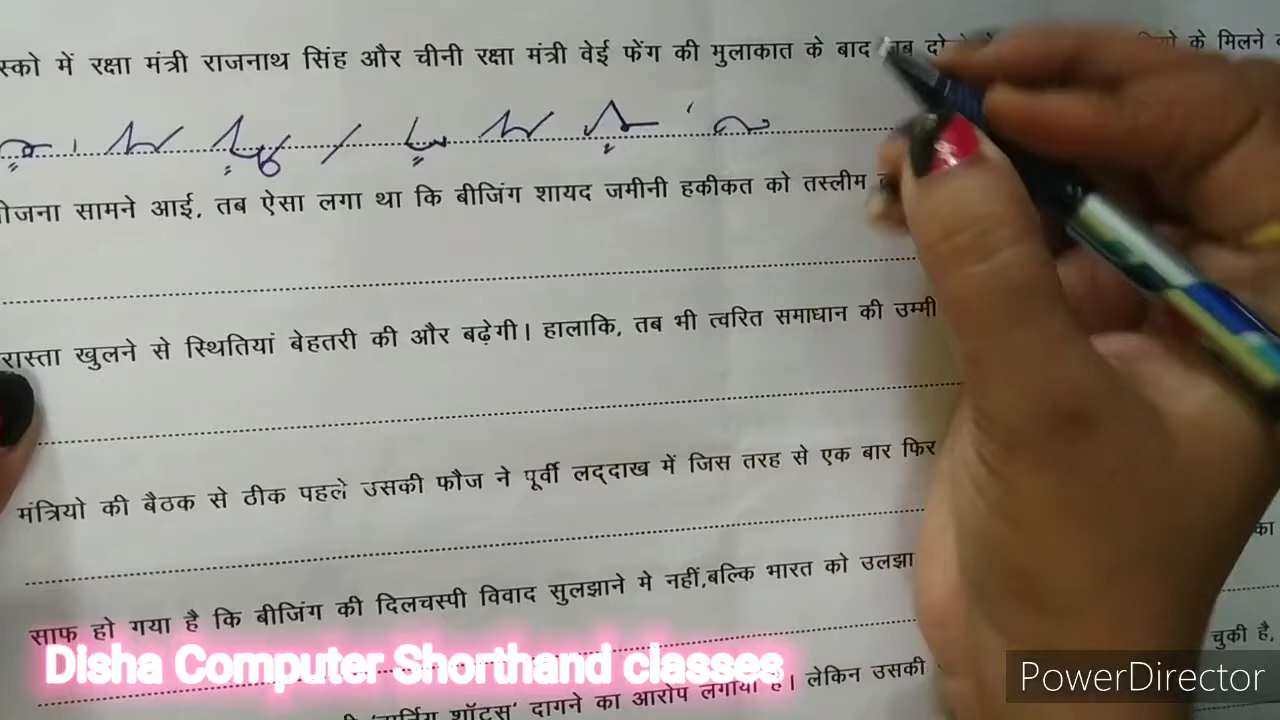 स्को में रक्षा मंत्री राजनाथ सिंह और चीनी रक्षा मंत्री वेई फेंग की मुलाकात के बाद के मिलने
योजना सामने आई, तब ऐसा लगा था कि बीजिंग शायद जमीनी हकीकत को तस्लीम
रास्ता खुलने से स्थितियां बेहतरी की और बढ़ेगी। हालाकि, तब भी त्वरित समाधान की उम्मी
मंत्रियो की बैठक से ठीक पहले उसकी फौज ने पूर्वी लद्दाख में जिस तरह से एक बार फिर
का
साफ हो गया है कि बीजिंग की दिलचस्पी विवाद सुलझाने मे नहीं,बल्कि भारत को उलझा
चुकी है,
शॉट्स' दागने का आरोप लगाया है। लेकिन उसकी
Disha Computer Shorthand classes
PowerDirector